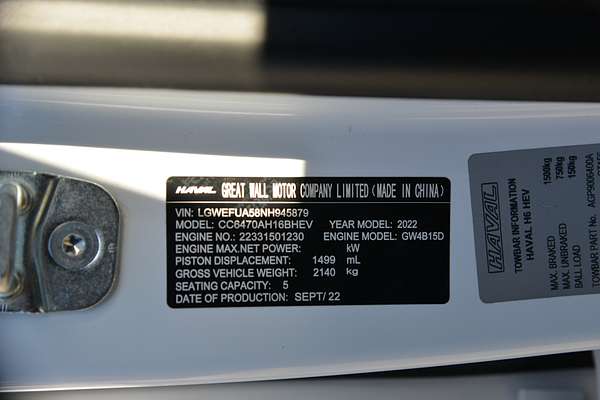 HAVAL GREAT WALL MOTOR COMPANY LIMITED (MADE IN CHINA)
VIN: LGWEFUA58NH945879
MODEL: CC6470AH16BHEV YEAR MODEL: 2022
ENGINE NO.: 22331501230 ENGINE MODEL: GW4B15D
ENGINE MAX.NET POWER: kW
PISTON DISPLACEMENT: 1499 mL
GROSS VEHICLE WEIGHT: 2140 kg
SEATING CAPACITY: 5
DATE OF PRODUCTION: SEPT/ 22
HAVAL
TOWBAR INFORMATION
HAVAL H6 HEV
MAX. BRAKED 1500kg
MAX. UNBRAKED 750kg
BALL LOAD 150kg
TOWBAR PART No. AGP9006400A